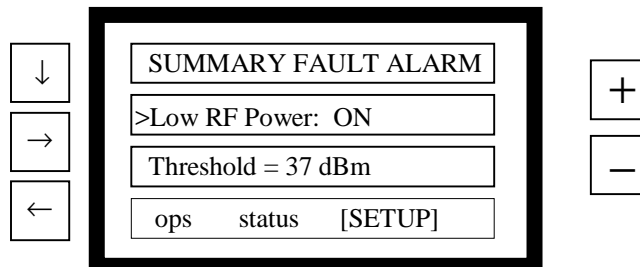 SUMMARY FAULT ALARM
>Low RF Power: ON
Threshold = 37 dBm
ops status [SETUP]
↓
→
←
+
−